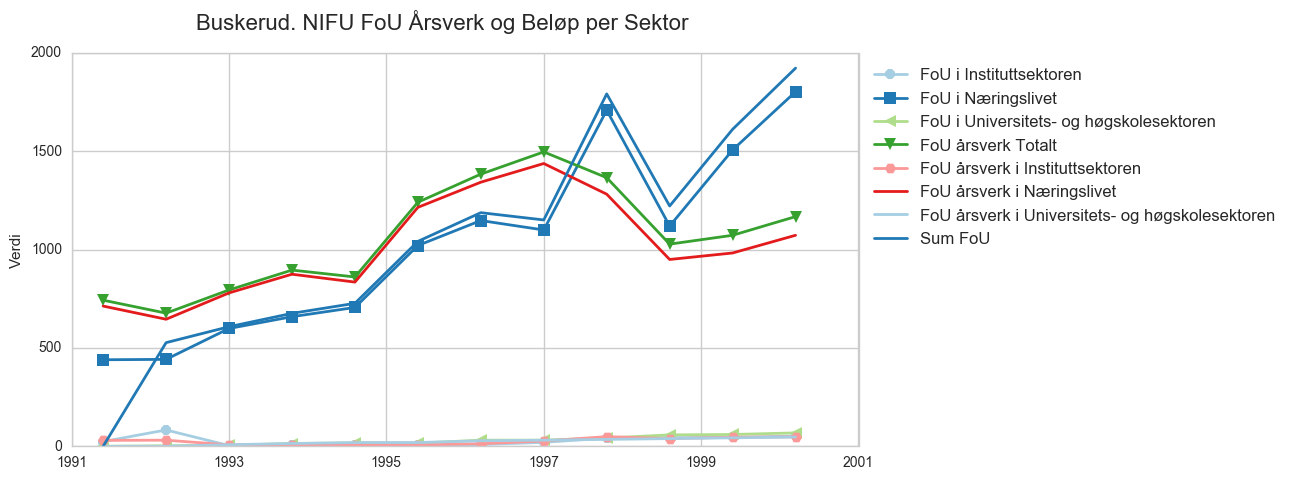 Buskerud. NIFU FoU Årsverk og Beløp per Sektor
Verdi
2000
1500
1000
500
0
1991
1993
1995
1997
1999
2001
FoU i Instituttsektoren
FoU i Næringslivet
FoU i Universitets- og høgskolesektoren
FoU årsverk Totalt
FoU årsverk i Instituttsektoren
FoU årsverk i Næringslivet
FoU årsverk i Universitets- og høgskolesektoren
Sum FoU